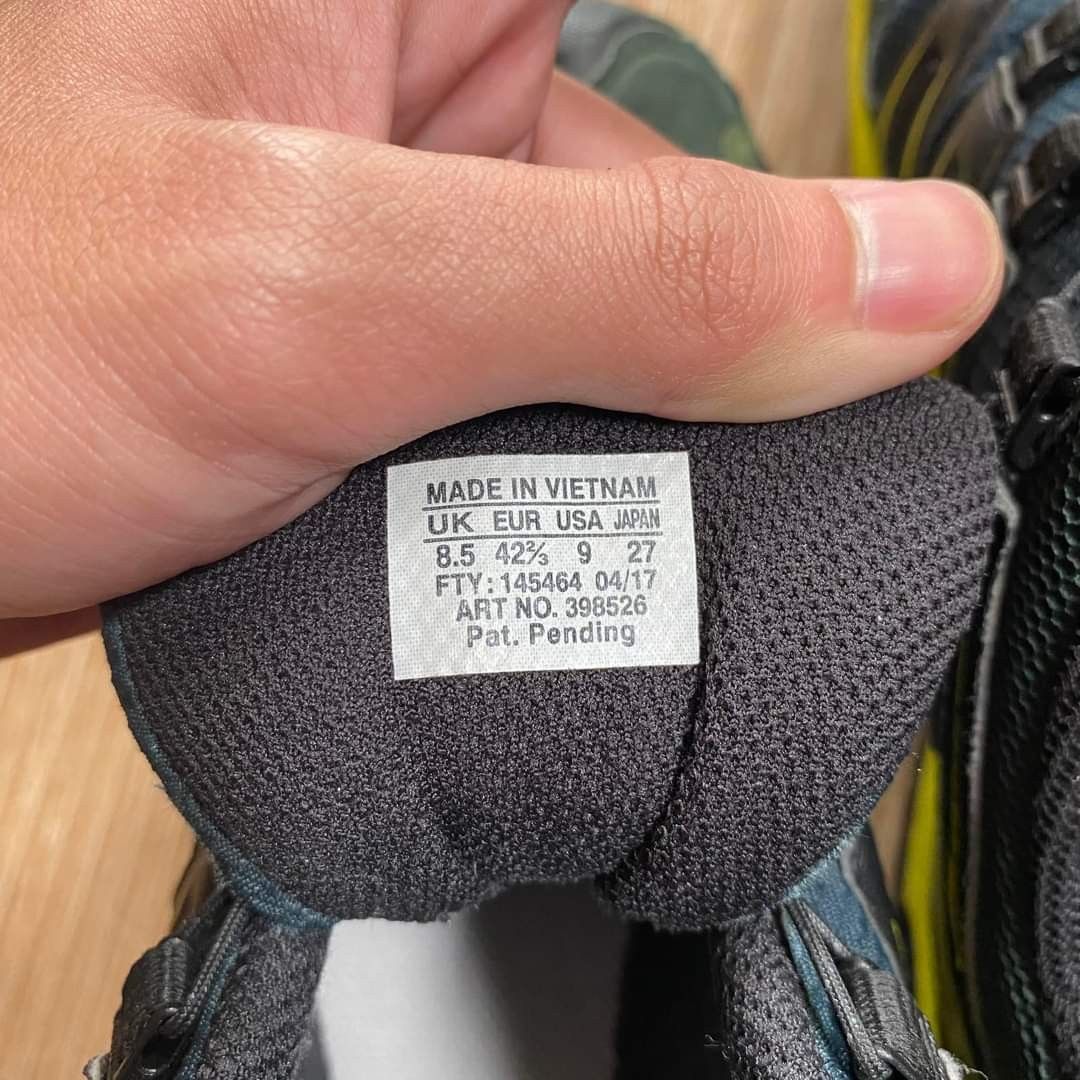 MADE IN VIETNAM
UK EUR USA JAPAN
8.5 42⅔ 9 27
FTY: 145464 04/17
ART NO. 398526
Pat. Pending